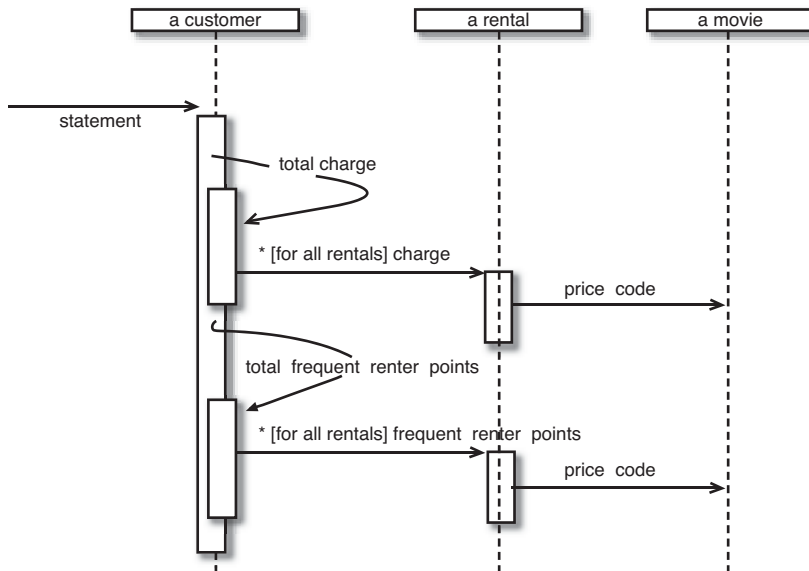 a customer
a rental
a movie
statement
total charge
* [for all rentals] charge
price code
total frequent renter points
* [for all rentals] frequent renter points
price code